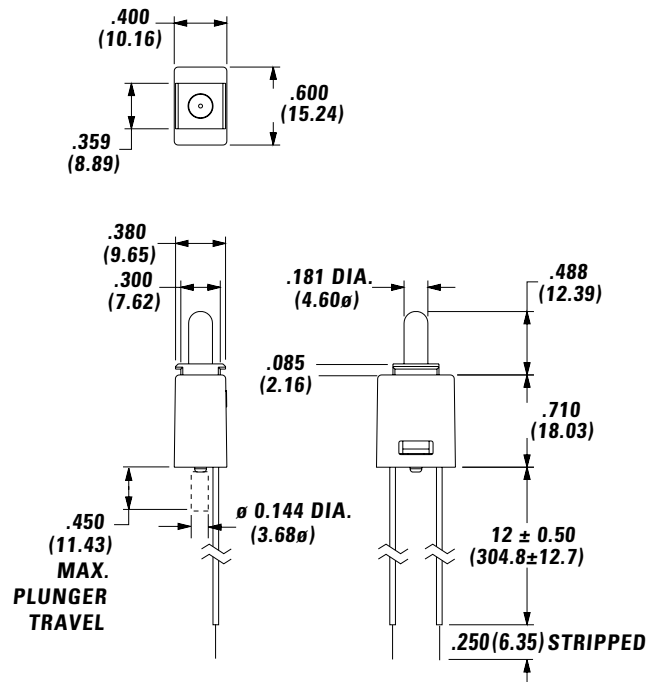 .400
(10.16)
.600
(15.24)
.359
(8.89)
.380
(9.65)
.300
(7.62)
.181 DIA.
(4.60ø)
.488
(12.39)
.085
(2.16)
.710
(18.03)
.450
(11.43)
MAX.
PLUNGER
TRAVEL
ø 0.144 DIA.
(3.68ø)
12 ± 0.50
(304.8±12.7)
.250(6.35) STRIPPED